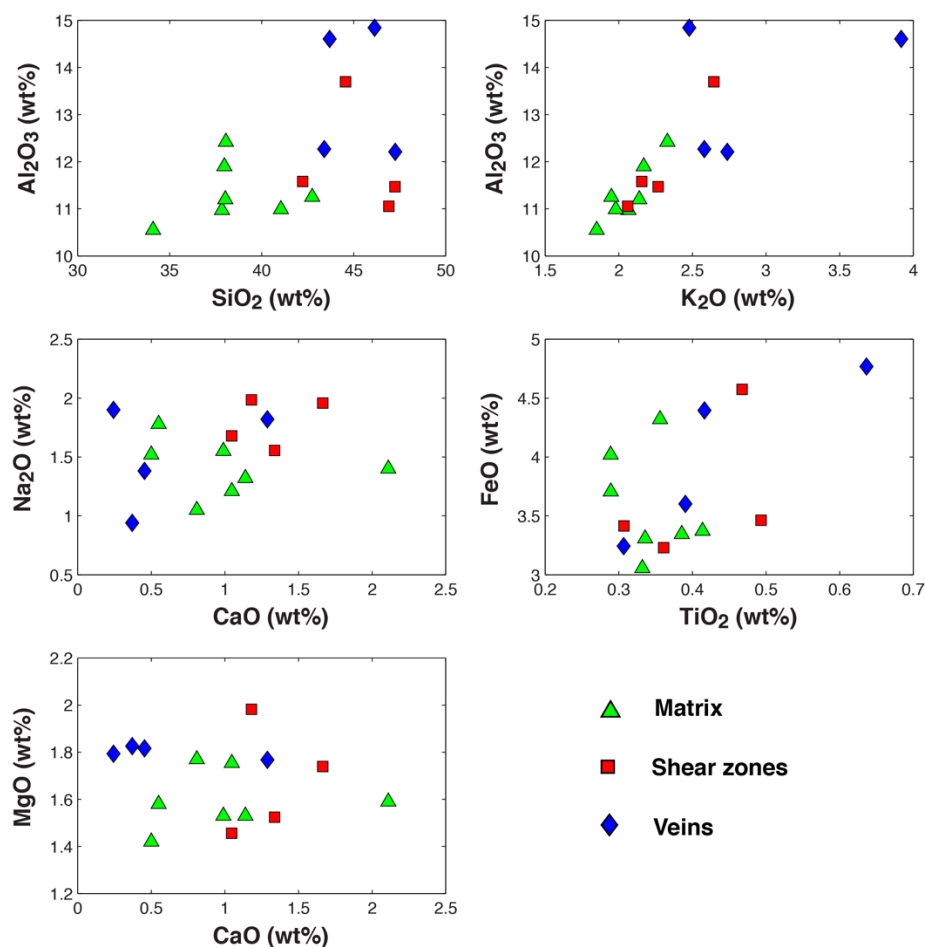 15
14
13
12
11
10
Al₂O₃ (wt%)
30 35 40 45 50
SiO₂ (wt%)
15
14
13
12
11
10
Al₂O₃ (wt%)
1.5 2 2.5 3 3.5 4
K₂O (wt%)
2.5
2
1.5
1
0.5
Na₂O (wt%)
0 0.5 1 1.5 2 2.5
CaO (wt%)
5
4.5
4
3.5
3
FeO (wt%)
0.2 0.3 0.4 0.5 0.6 0.7
TiO₂ (wt%)
2.2
2
1.8
1.6
1.4
1.2
MgO (wt%)
0 0.5 1 1.5 2 2.5
CaO (wt%)
Matrix
Shear zones
Veins